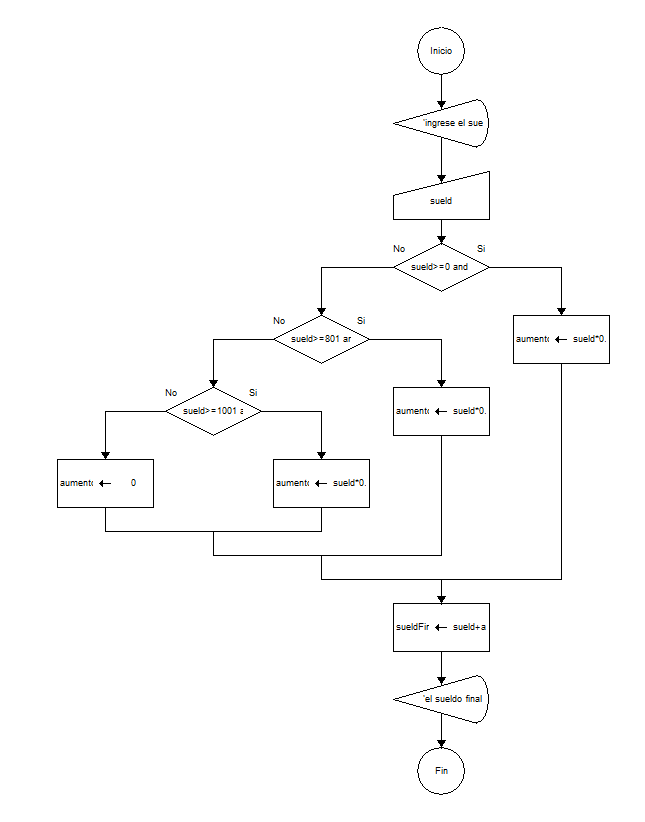 Inicio
'ingrese el sue
sueld
No
Si
sueld>=0 and
No
Si
sueld>=801 ar
aument
sueld*0.
No
Si
sueld>=1001 a
aument
sueld*0.
aument
0
aument
sueld*0.
sueldFir
sueld+a
'el sueldo final
Fin